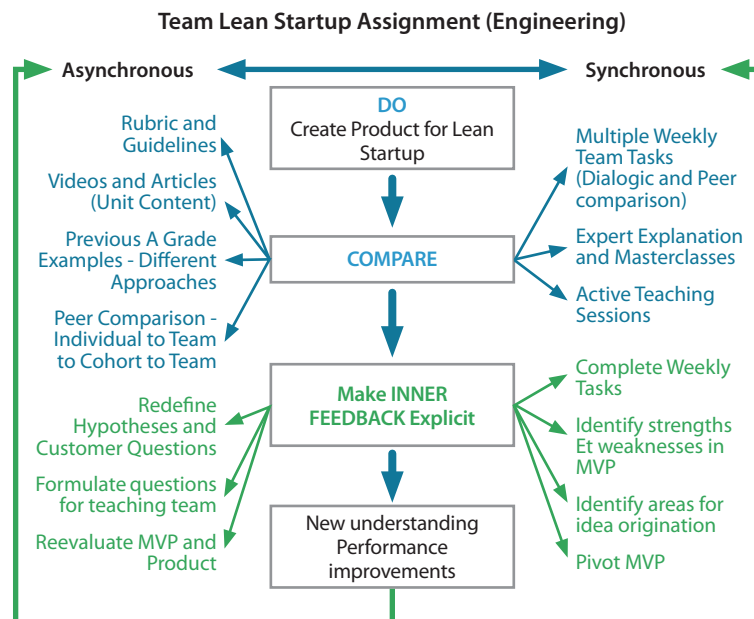 Team Lean Startup Assignment (Engineering)
Asynchronous
Synchronous
DO
Create Product for Lean
Startup
Rubric and
Guidelines
Videos and Articles
(Unit Content)
Previous A Grade
Examples - Different
Approaches
Peer Comparison -
Individual to Team
to Cohort to Team
COMPARE
Multiple Weekly
Team Tasks
(Dialogic and Peer
comparison)
Expert Explanation
and Masterclasses
Active Teaching
Sessions
Redefine
Hypotheses and
Customer Questions
Formulate questions
for teaching team
Reevaluate MVP and
Product
Make INNER
FEEDBACK Explicit
Complete Weekly
Tasks
Identify strengths
Et weaknesses in
MVP
Identify areas for
idea origination
Pivot MVP
New understanding
Performance
improvements